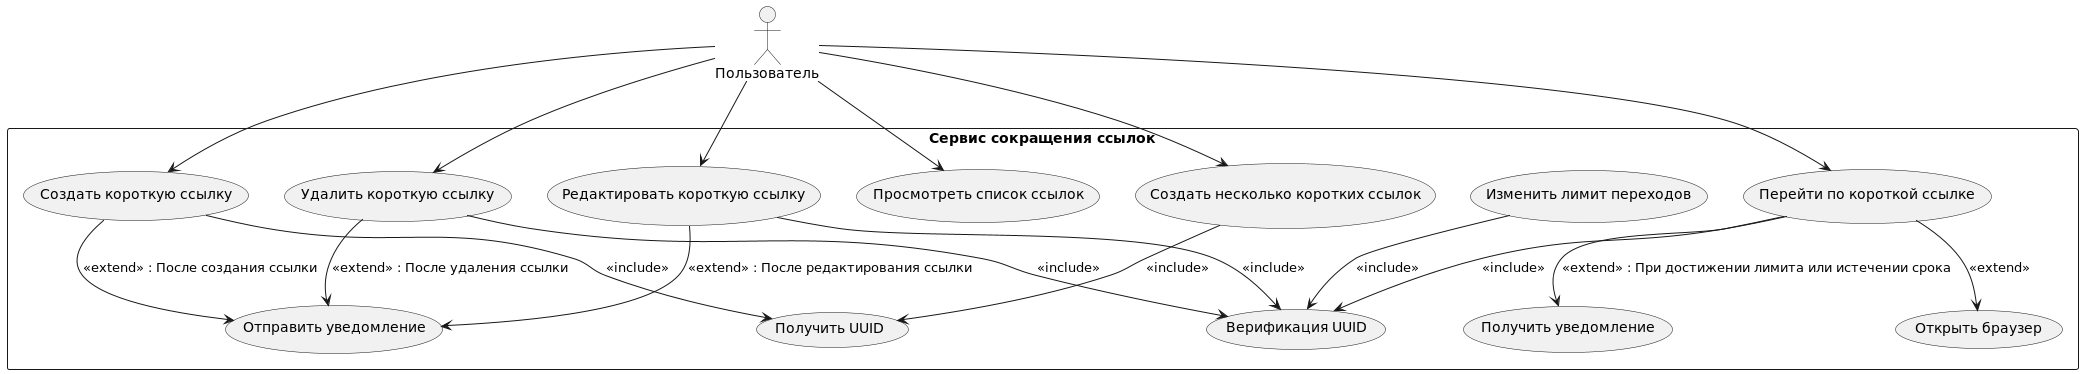 Пользователь
Сервис сокращения ссылок
Создать короткую ссылку
Удалить короткую ссылку
Редактировать короткую ссылку
Просмотреть список ссылок
Создать несколько коротких ссылок
Изменить лимит переходов
Перейти по короткой ссылке
«extend» : После создания ссылки
«extend» : После удаления ссылки
«include»
«extend» : После редактирования ссылки
«include»
«include»
«include»
«include»
«include»
«extend» : При достижении лимита или истечении срока
«extend»
Отправить уведомление
Получить UUID
Верификация UUID
Получить уведомление
Открыть браузер